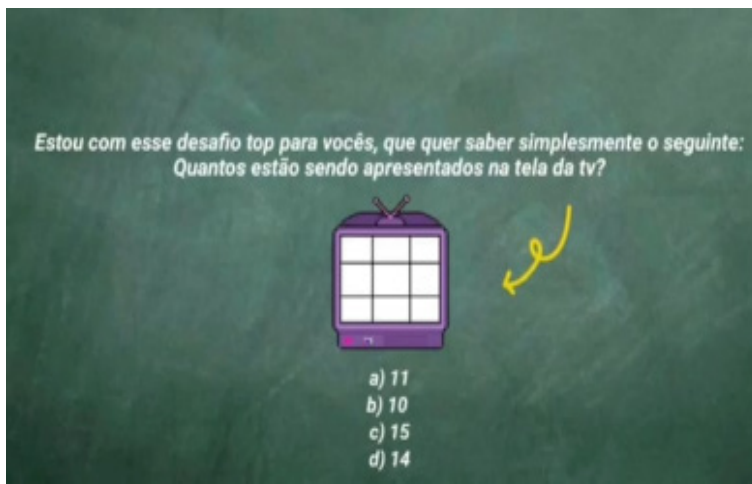 Estou com esse desafio top para vocês, que quer saber simplesmente o seguinte:
Quantos estão sendo apresentados na tela da tv?
a) 11
b) 10
c) 15
d) 14